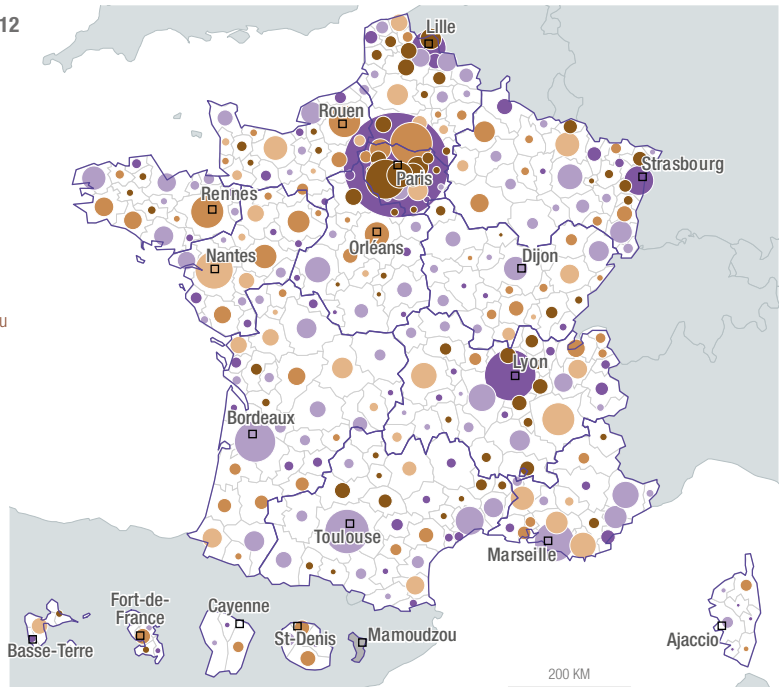 12
Lille
Rouen
Strasbourg
Paris
Rennes
Orléans
Nantes
Dijon
u
Lyon
Bordeaux
Toulouse
Marseille
Fort-de-
France
Cayenne
Basse-Terre
St-Denis
Mamoudzou
Ajaccio
200 KM